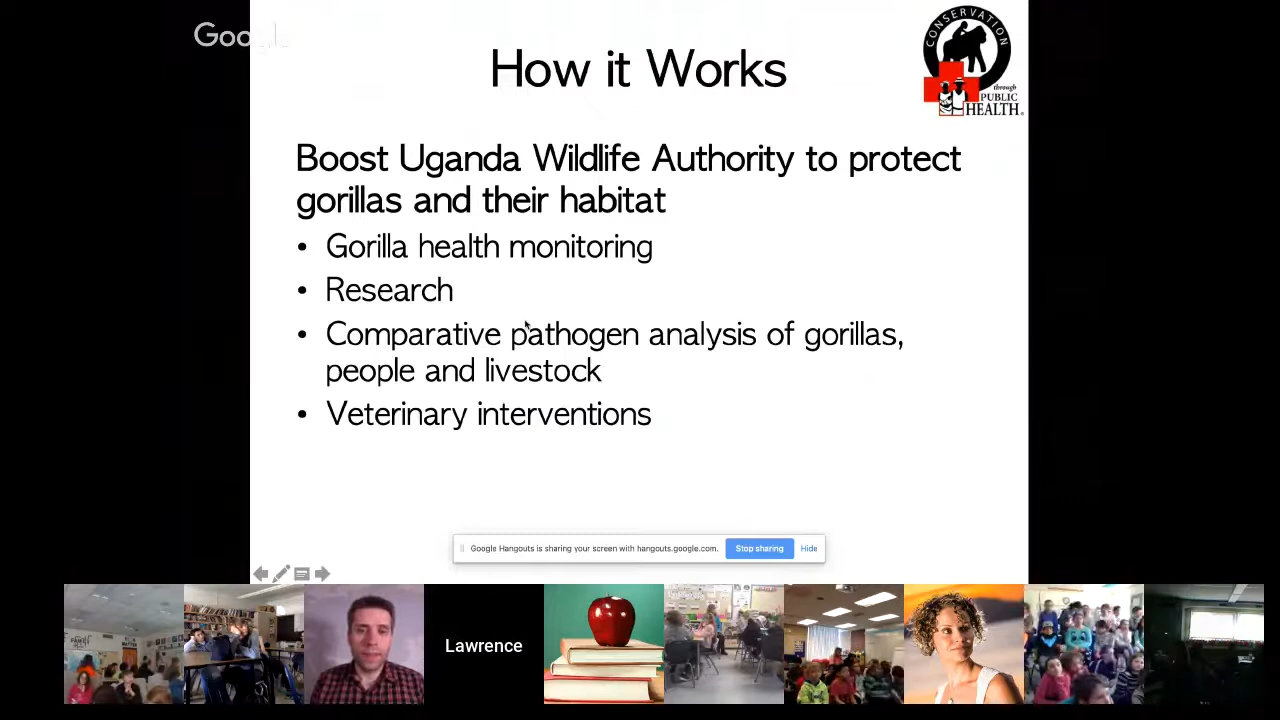 Google
How it Works
CONSERVATION
through
PUBLIC
HEALTH®
Boost Uganda Wildlife Authority to protect
gorillas and their habitat
• Gorilla health monitoring
• Research
• Comparative pathogen analysis of gorillas,
people and livestock
• Veterinary interventions
Google Hangouts is sharing your screen with hangouts.google.com. Stop sharing Hide
Lawrence